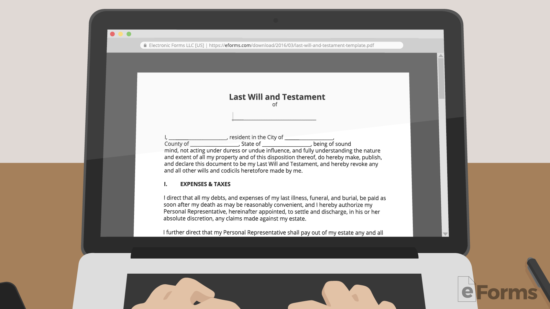 Electronic Forms LLC [US] | https://eforms.com/download/2016/03/last-will-and-testament-template.pdf
Last Will and Testament
of
I, ____________________, resident in the City of ________________,
County of ________________, State of ________________, being of sound
mind, not acting under duress or undue influence, and fully understanding the nature
and extent of all my property and of this disposition thereof, do hereby make, publish,
and declare this document to be my Last Will and Testament, and hereby revoke any
and all other wills and codicils heretofore made by me.
I. EXPENSES & TAXES
I direct that all my debts, and expenses of my last illness, funeral, and burial, be paid as
soon after my death as may be reasonably convenient, and I hereby authorize my
Personal Representative, hereinafter appointed, to settle and discharge, in his or her
absolute discretion, any claims made against my estate.
I further direct that my Personal Representative shall pay out of my estate any and all
eForms